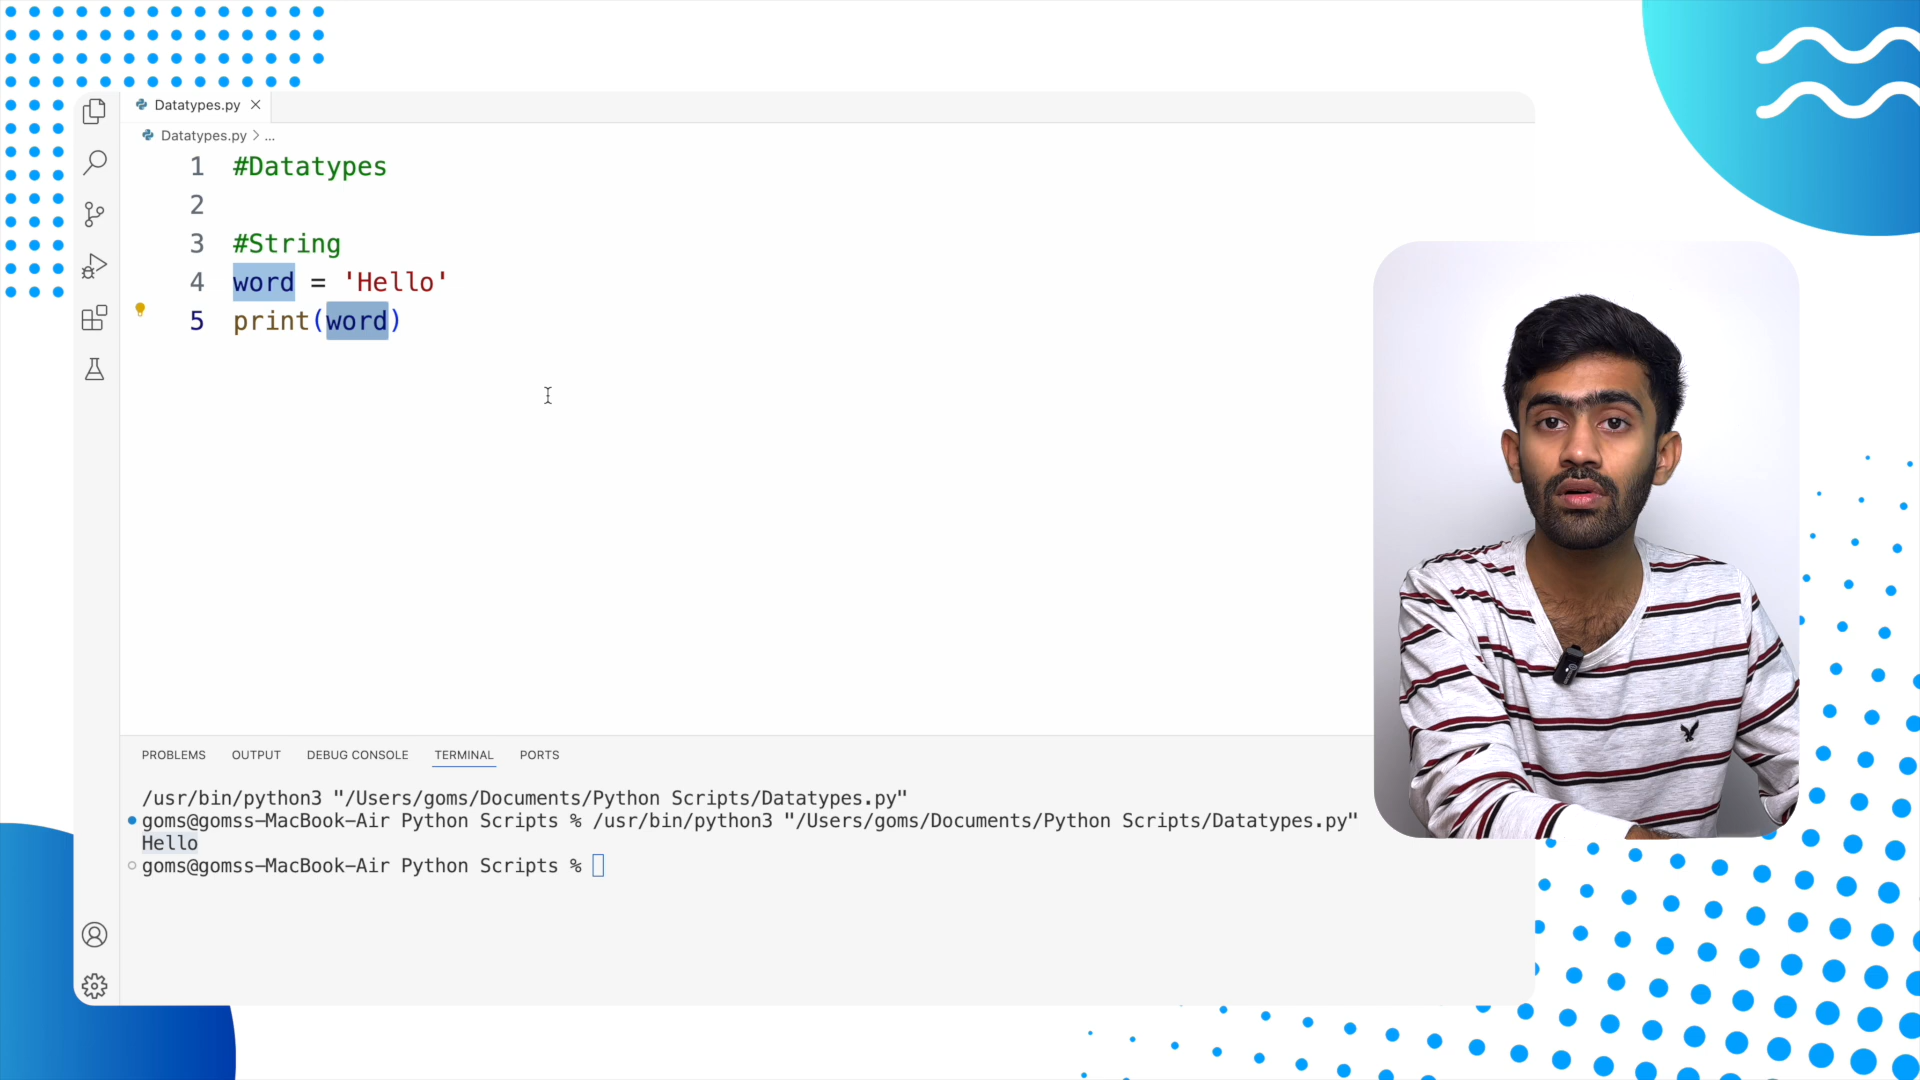 Datatypes.py
Datatypes.py > ...
1 #Datatypes
2
3 #String
4 word = 'Hello'
5 print(word)
PROBLEMS OUTPUT DEBUG CONSOLE TERMINAL PORTS
/usr/bin/python3 "/Users/goms/Documents/Python Scripts/Datatypes.py"
goms@gomss-MacBook-Air Python Scripts % /usr/bin/python3 "/Users/goms/Documents/Python Scripts/Datatypes.py"
Hello
goms@gomss-MacBook-Air Python Scripts %